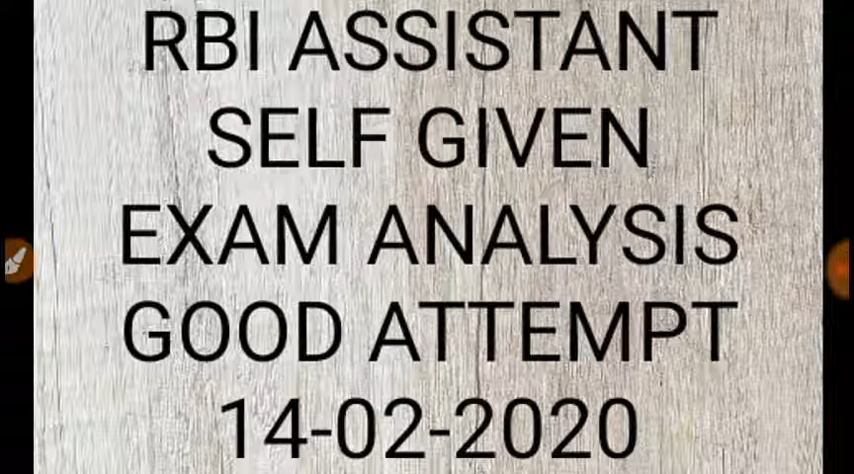 RBI ASSISTANT
SELF GIVEN
EXAM ANALYSIS
GOOD ATTEMPT
14-02-2020